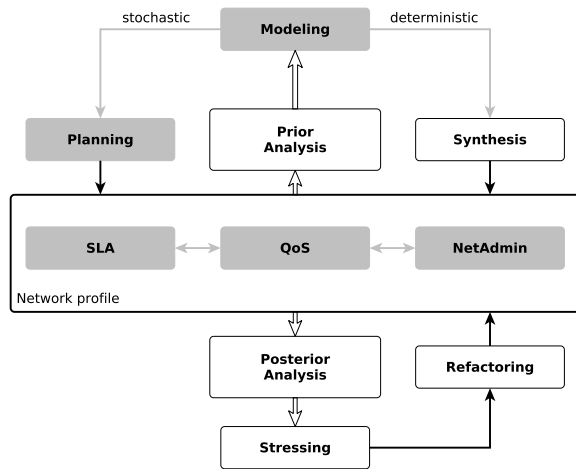 stochastic
Modeling
deterministic
Planning
Prior
Analysis
Synthesis
SLA
QoS
NetAdmin
Network profile
Posterior
Analysis
Refactoring
Stressing